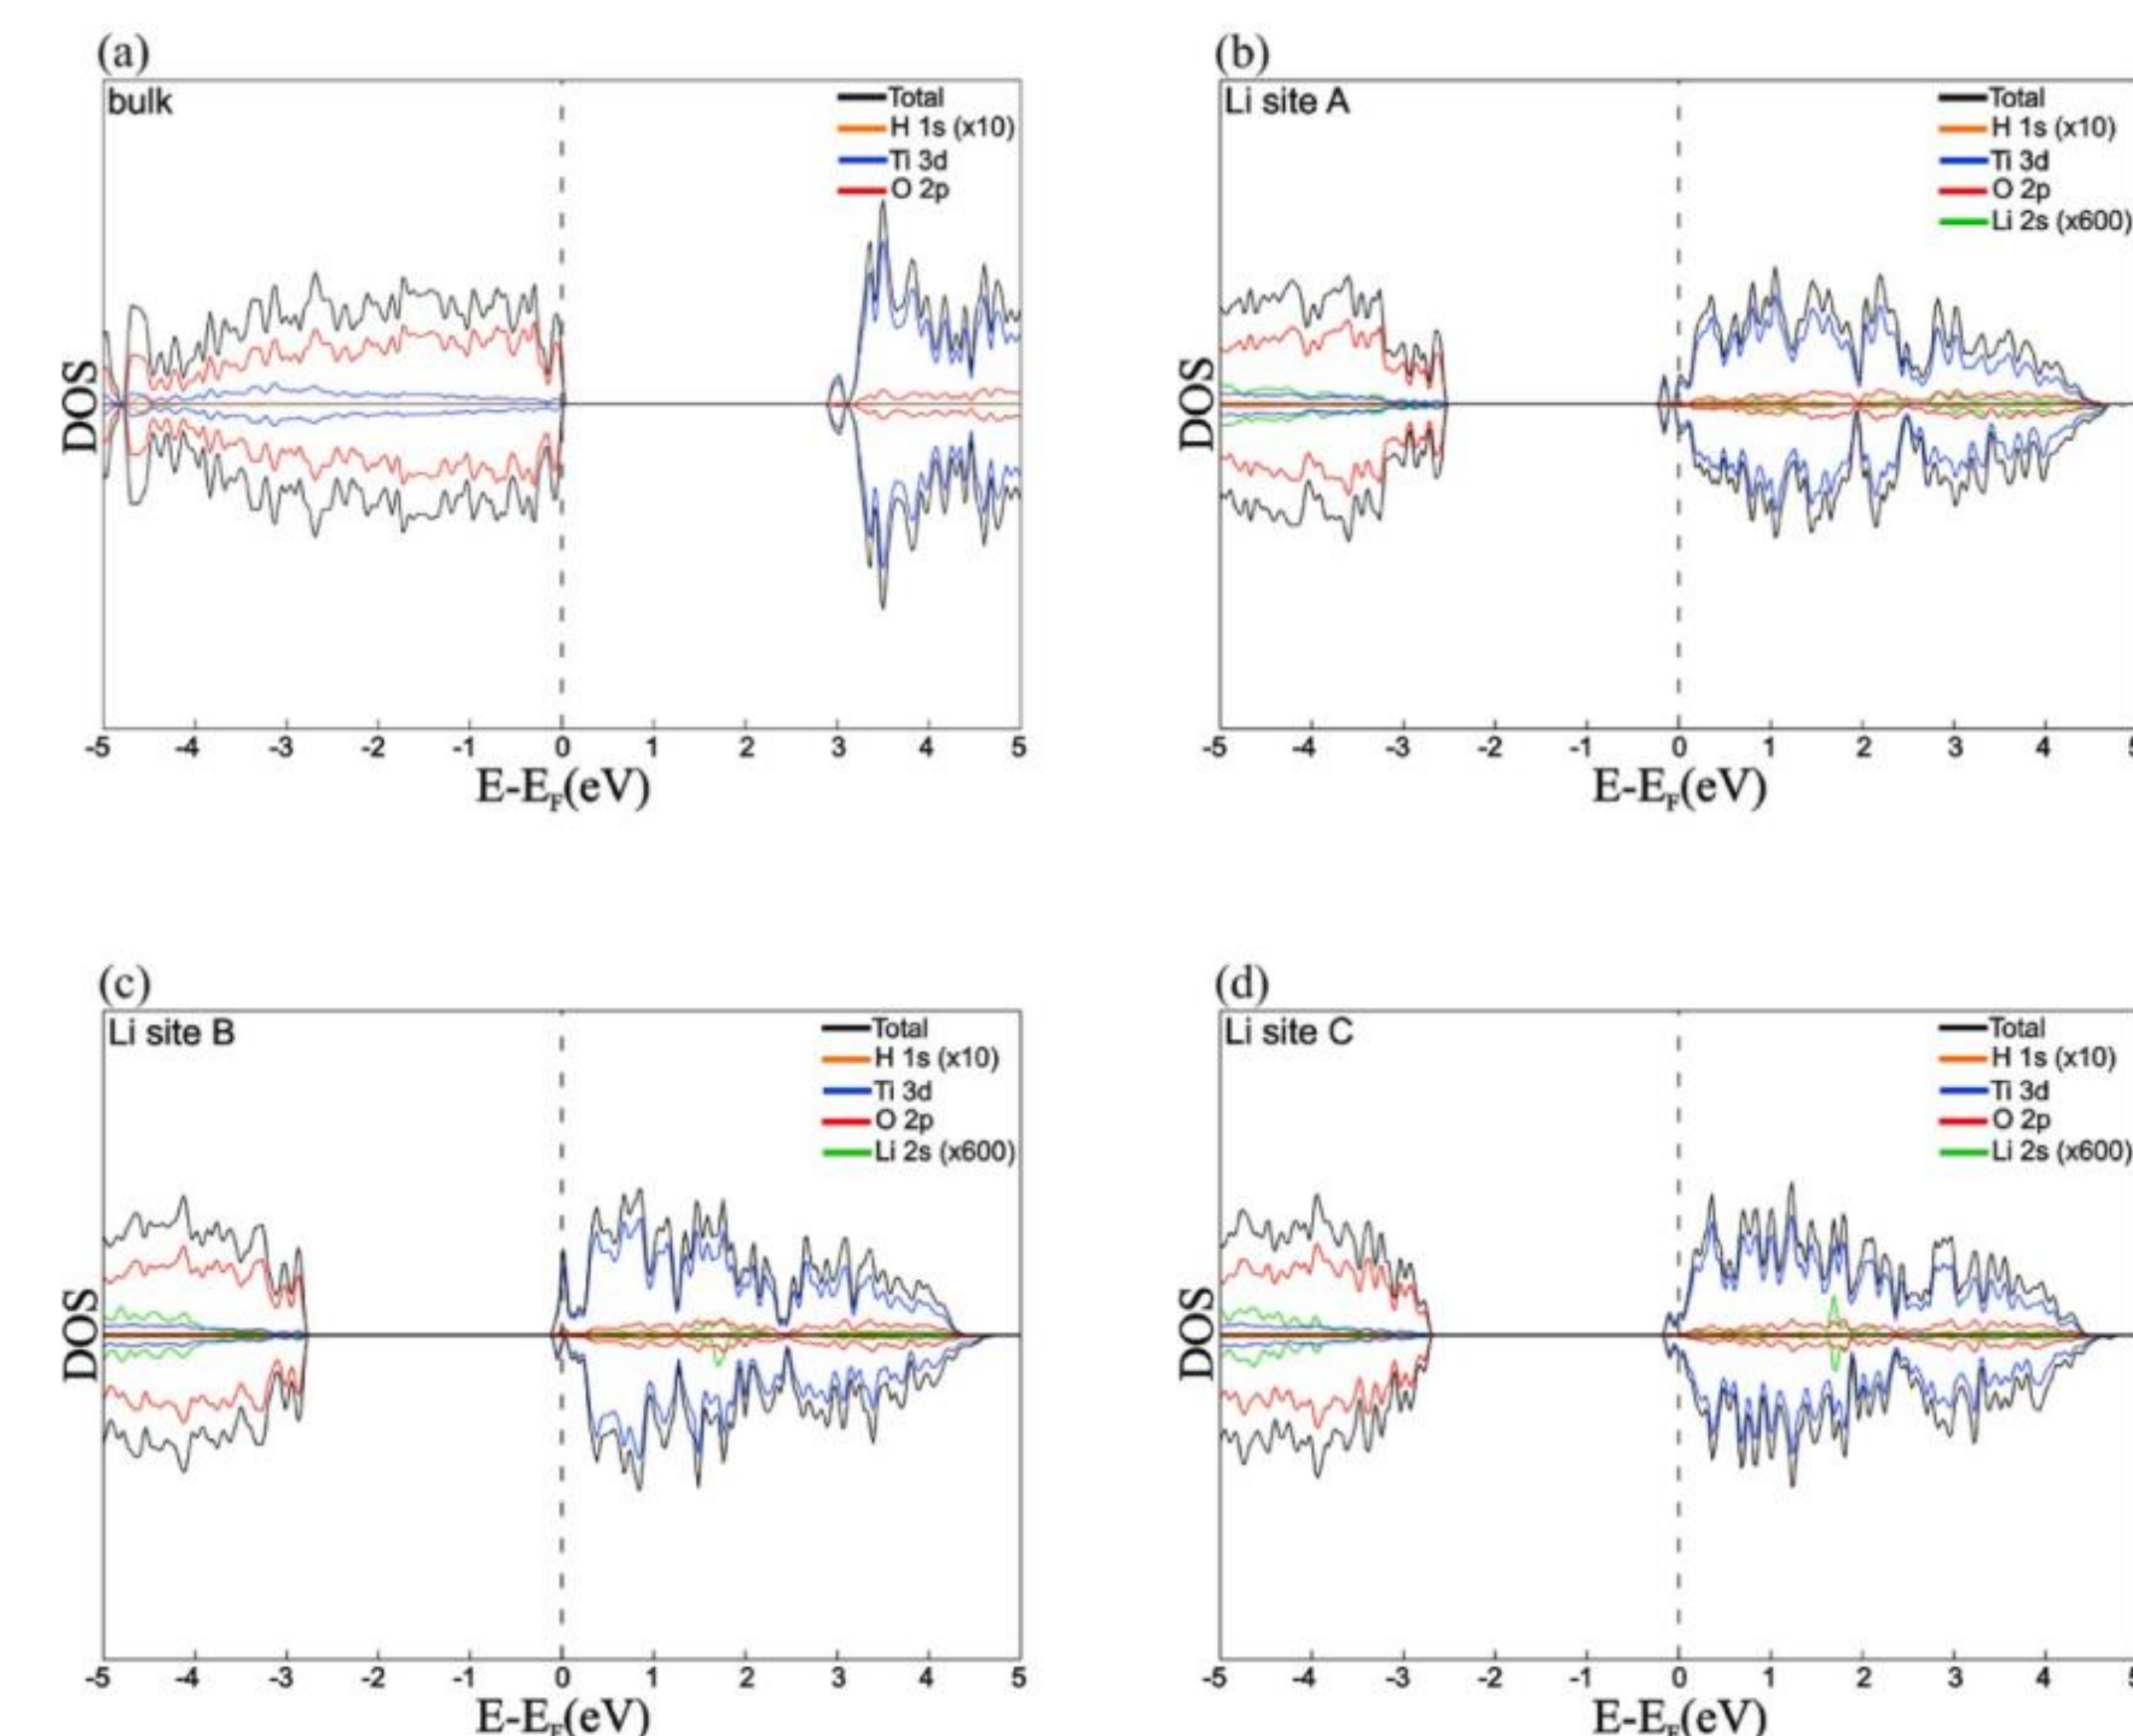 (a)
bulk
Total
H 1s (x10)
Ti 3d
O 2p
DOS
-5 -4 -3 -2 -1 0 1 2 3 4 5
E-E_F(eV)
(b)
Li site A
Total
H 1s (x10)
Ti 3d
O 2p
Li 2s (x600)
DOS
-5 -4 -3 -2 -1 0 1 2 3 4 5
E-E_F(eV)
(c)
Li site B
Total
H 1s (x10)
Ti 3d
O 2p
Li 2s (x600)
DOS
-5 -4 -3 -2 -1 0 1 2 3 4 5
E-E_F(eV)
(d)
Li site C
Total
H 1s (x10)
Ti 3d
O 2p
Li 2s (x600)
DOS
-5 -4 -3 -2 -1 0 1 2 3 4 5
E-E_F(eV)